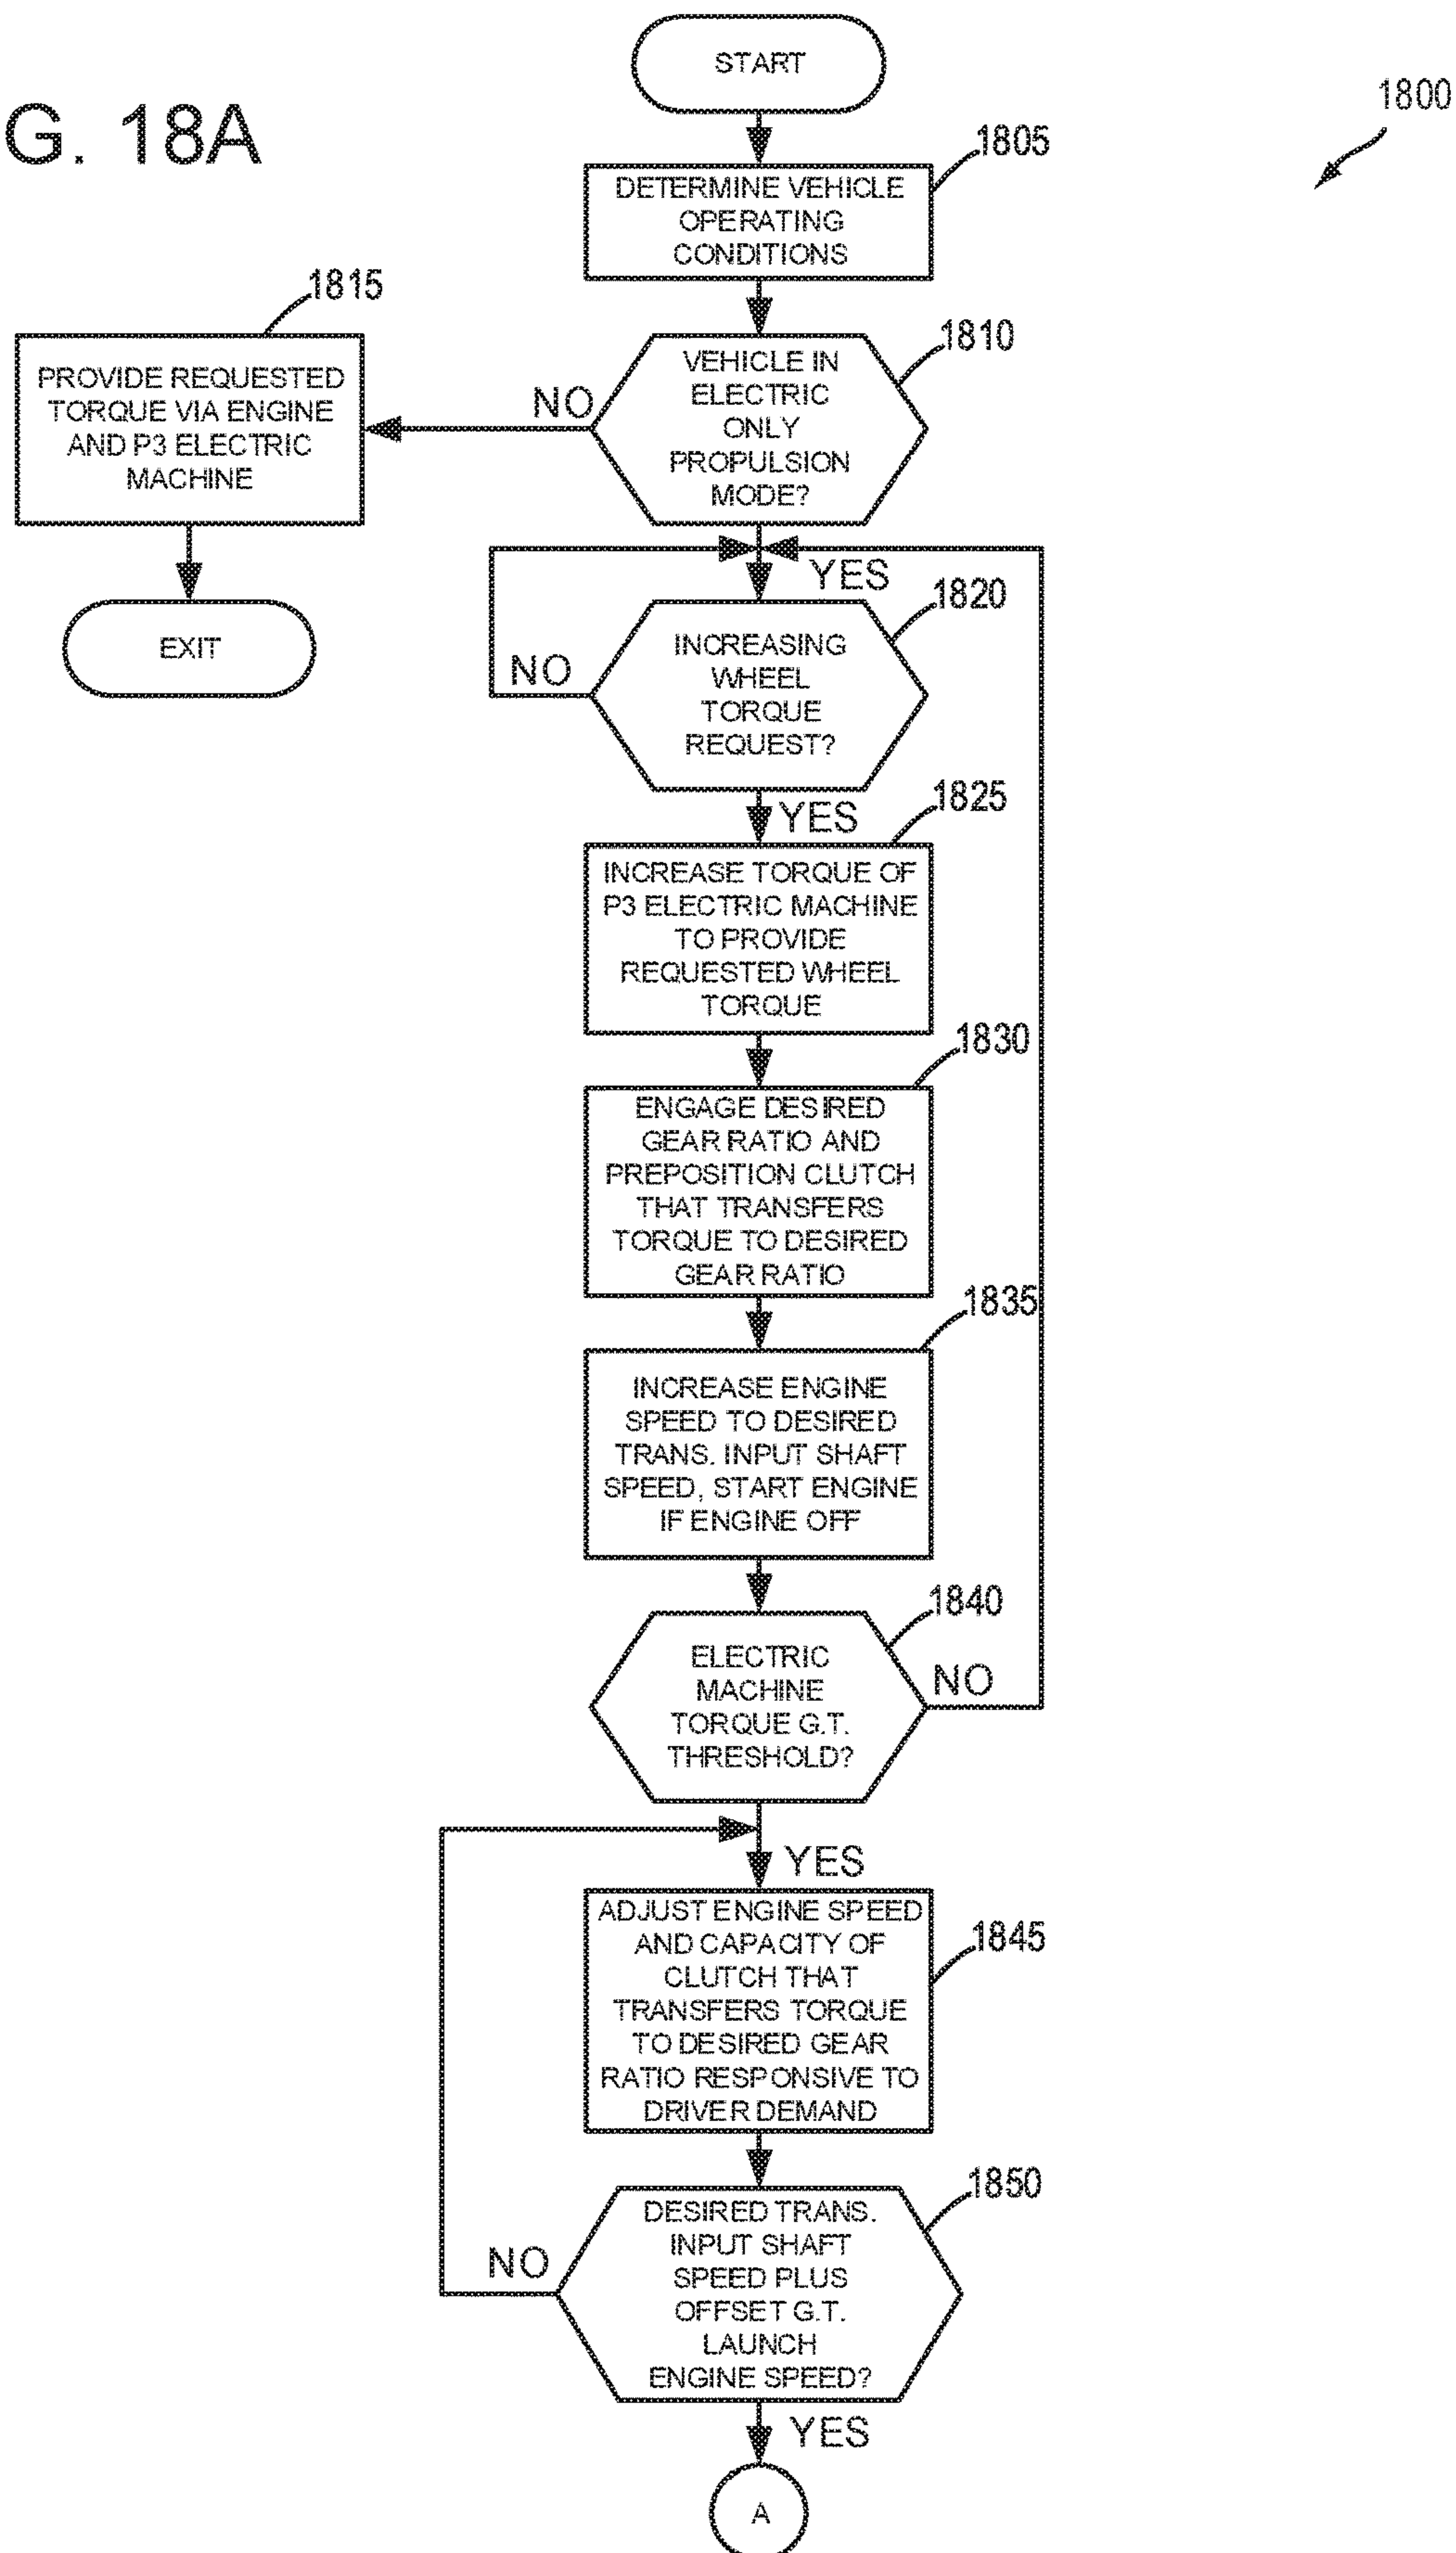 START
1800
G. 18A
1805
DETERMINE VEHICLE
OPERATING
CONDITIONS
1815
1810
PROVIDE REQUESTED
TORQUE VIA ENGINE
AND P3 ELECTRIC
MACHINE
NO
VEHICLE IN
ELECTRIC
ONLY
PROPULSION
MODE?
YES
EXIT
1820
NO
INCREASING
WHEEL
TORQUE
REQUEST?
YES
1825
INCREASE TORQUE OF
P3 ELECTRIC MACHINE
TO PROVIDE
REQUESTED WHEEL
TORQUE
1830
ENGAGE DESIRED
GEAR RATIO AND
PREPOSITION CLUTCH
THAT TRANSFERS
TORQUE TO DESIRED
GEAR RATIO
1835
INCREASE ENGINE
SPEED TO DESIRED
TRANS. INPUT SHAFT
SPEED, START ENGINE
IF ENGINE OFF
1840
ELECTRIC
MACHINE
TORQUE G.T.
THRESHOLD?
NO
YES
1845
ADJUST ENGINE SPEED
AND CAPACITY OF
CLUTCH THAT
TRANSFERS TORQUE
TO DESIRED GEAR
RATIO RESPONSIVE TO
DRIVER DEMAND
1850
NO
DESIRED TRANS.
INPUT SHAFT
SPEED PLUS
OFFSET G.T.
LAUNCH
ENGINE SPEED?
YES
A